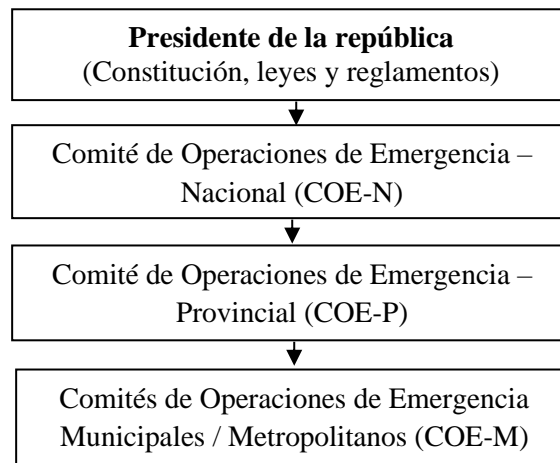 Presidente de la república
(Constitución, leyes y reglamentos)
Comité de Operaciones de Emergencia –
Nacional (COE-N)
Comité de Operaciones de Emergencia –
Provincial (COE-P)
Comités de Operaciones de Emergencia
Municipales / Metropolitanos (COE-M)